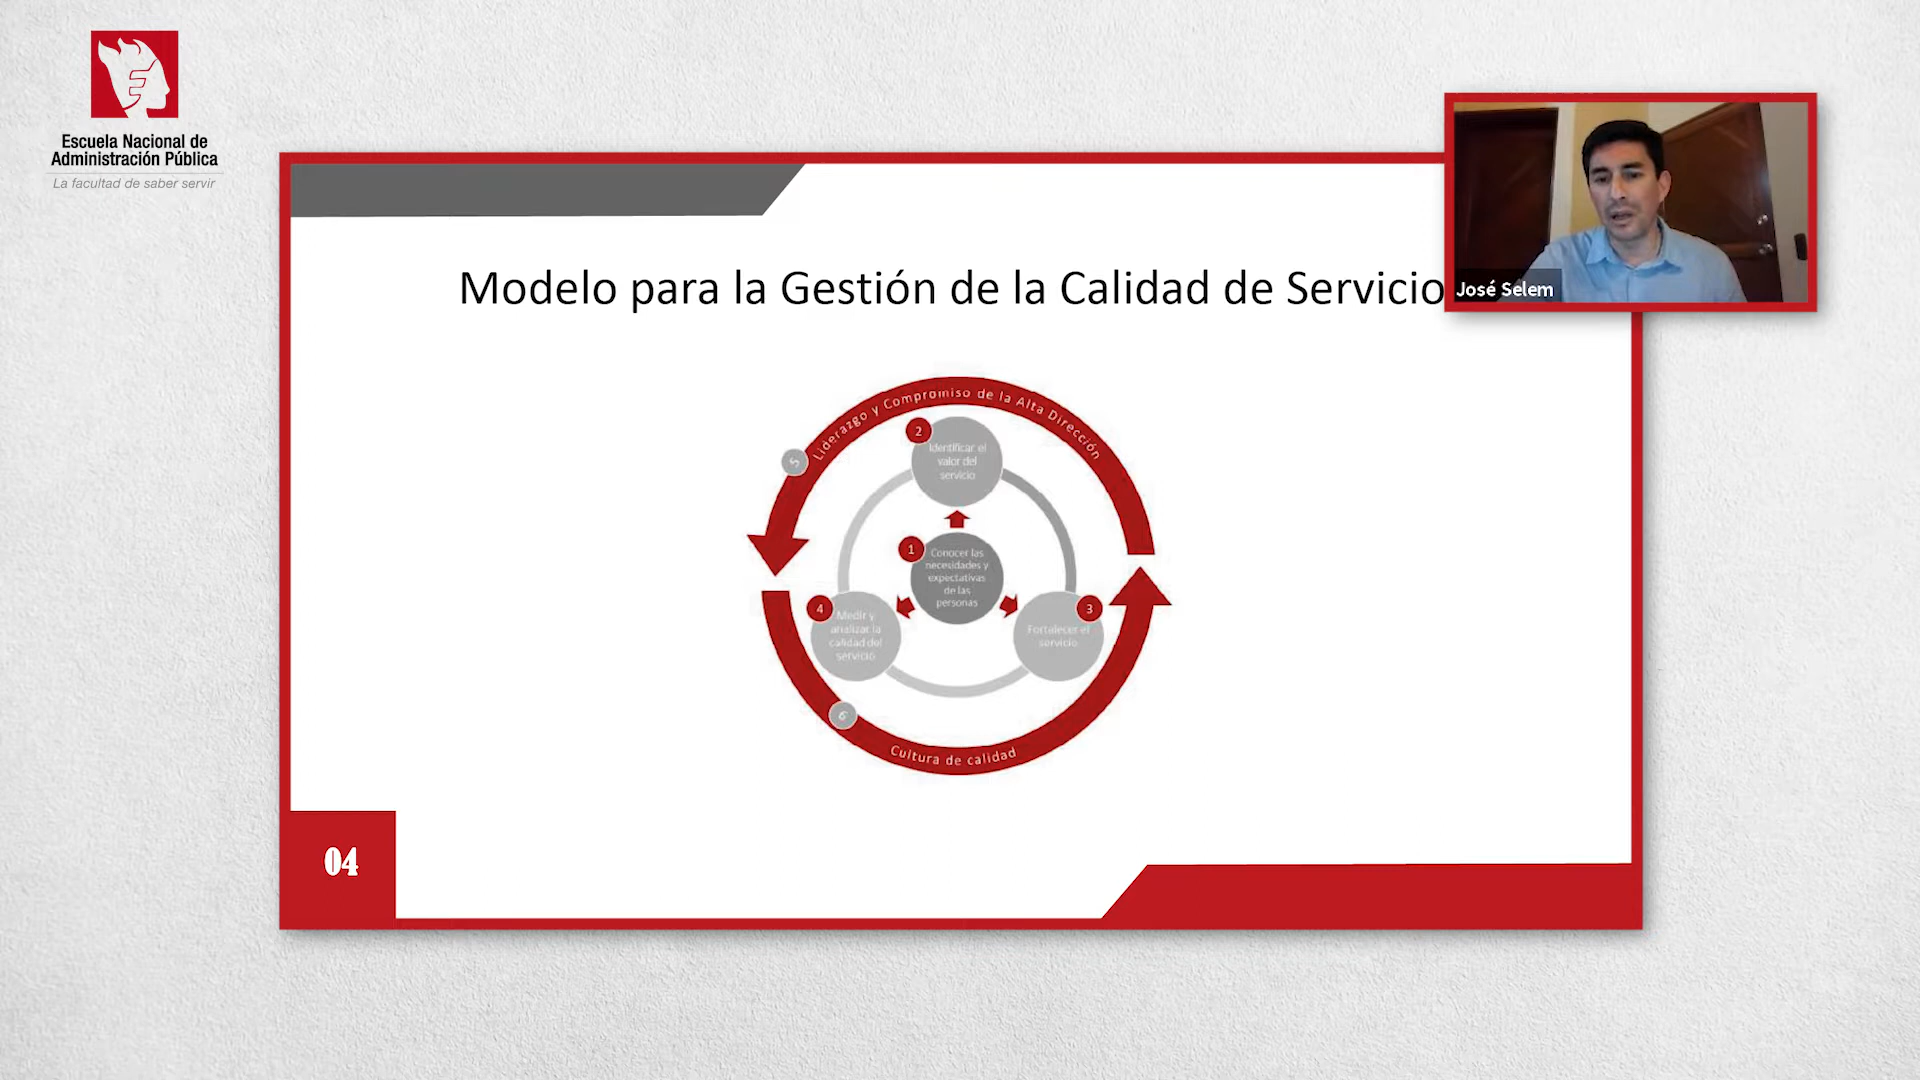 Escuela Nacional de
Administración Pública
La facultad de saber servir
José Selem
Modelo para la Gestión de la Calidad de Servicio
5
Liderazgo y Compromiso de la Alta Dirección
2
Identificar el
valor del
servicio
1
Conocer las
necesidades y
expectativas
de las
personas
4
Medir y
analizar la
calidad del
servicio
3
Fortalecer el
servicio
6
Cultura de calidad
04